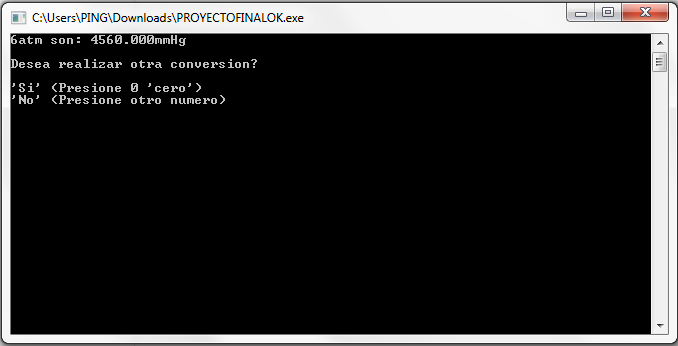 C:\Users\PING\Downloads\PROYECTOFINALOK.exe
6atm son: 4560.000mmHg
Desea realizar otra conversion?
'Si' (Presione 0 'cero')
'No' (Presione otro numero)